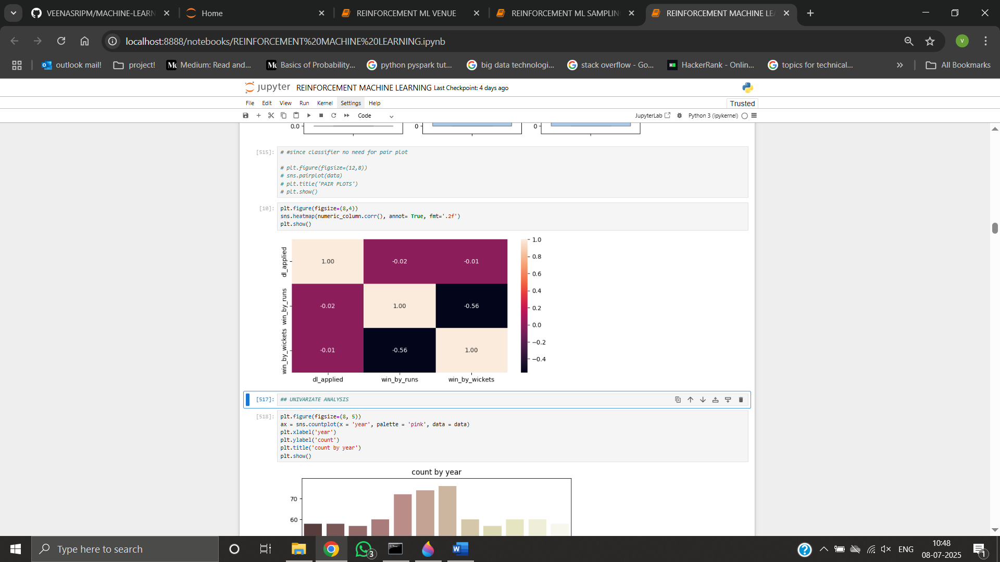 VEENASRIPM/MACHINE-LEARN
Home
REINFORCEMENT ML VENUE
REINFORCEMENT ML SAMPLIN
REINFORCEMENT MACHINE LE
localhost:8888/notebooks/REINFORCEMENT%20MACHINE%20LEARNING.ipynb
V
outlook mail!
project!
Medium: Read and...
Basics of Probability...
python pyspark tut...
big data technologi...
stack overflow - Go...
HackerRank - Onlin...
topics for technical...
All Bookmarks
jupyter REINFORCEMENT MACHINE LEARNING Last Checkpoint: 4 days ago
File Edit View Run Kernel Settings Help
Trusted
Code
JupyterLab
Python 3 (ipykernel)
0.0
0
0
[515]:
# #since classifier no need for pair plot
# plt.figure(figsize=(12,8))
# sns.pairplot(data)
# plt.title('PAIR PLOTS')
# plt.show()
[10]:
plt.figure(figsize=(8,4))
sns.heatmap(numeric_column.corr(), annot= True, fmt='.2f')
plt.show()
dl_applied
1.00 -0.02 -0.01
win_by_runs
-0.02 1.00 -0.56
win_by_wickets
-0.01 -0.56 1.00
dl_applied win_by_runs win_by_wickets
1.0
0.8
0.6
0.4
0.2
0.0
−0.2
−0.4
[517]:
## UNIVARIATE ANALYSIS
[518]:
plt.figure(figsize=(8, 5))
ax = sns.countplot(x = 'year', palette = 'pink', data = data)
plt.xlabel('year')
plt.ylabel('count')
plt.title('count by year')
plt.show()
count by year
70
60
Type here to search
3
ENG
10:48
08-07-2025
1